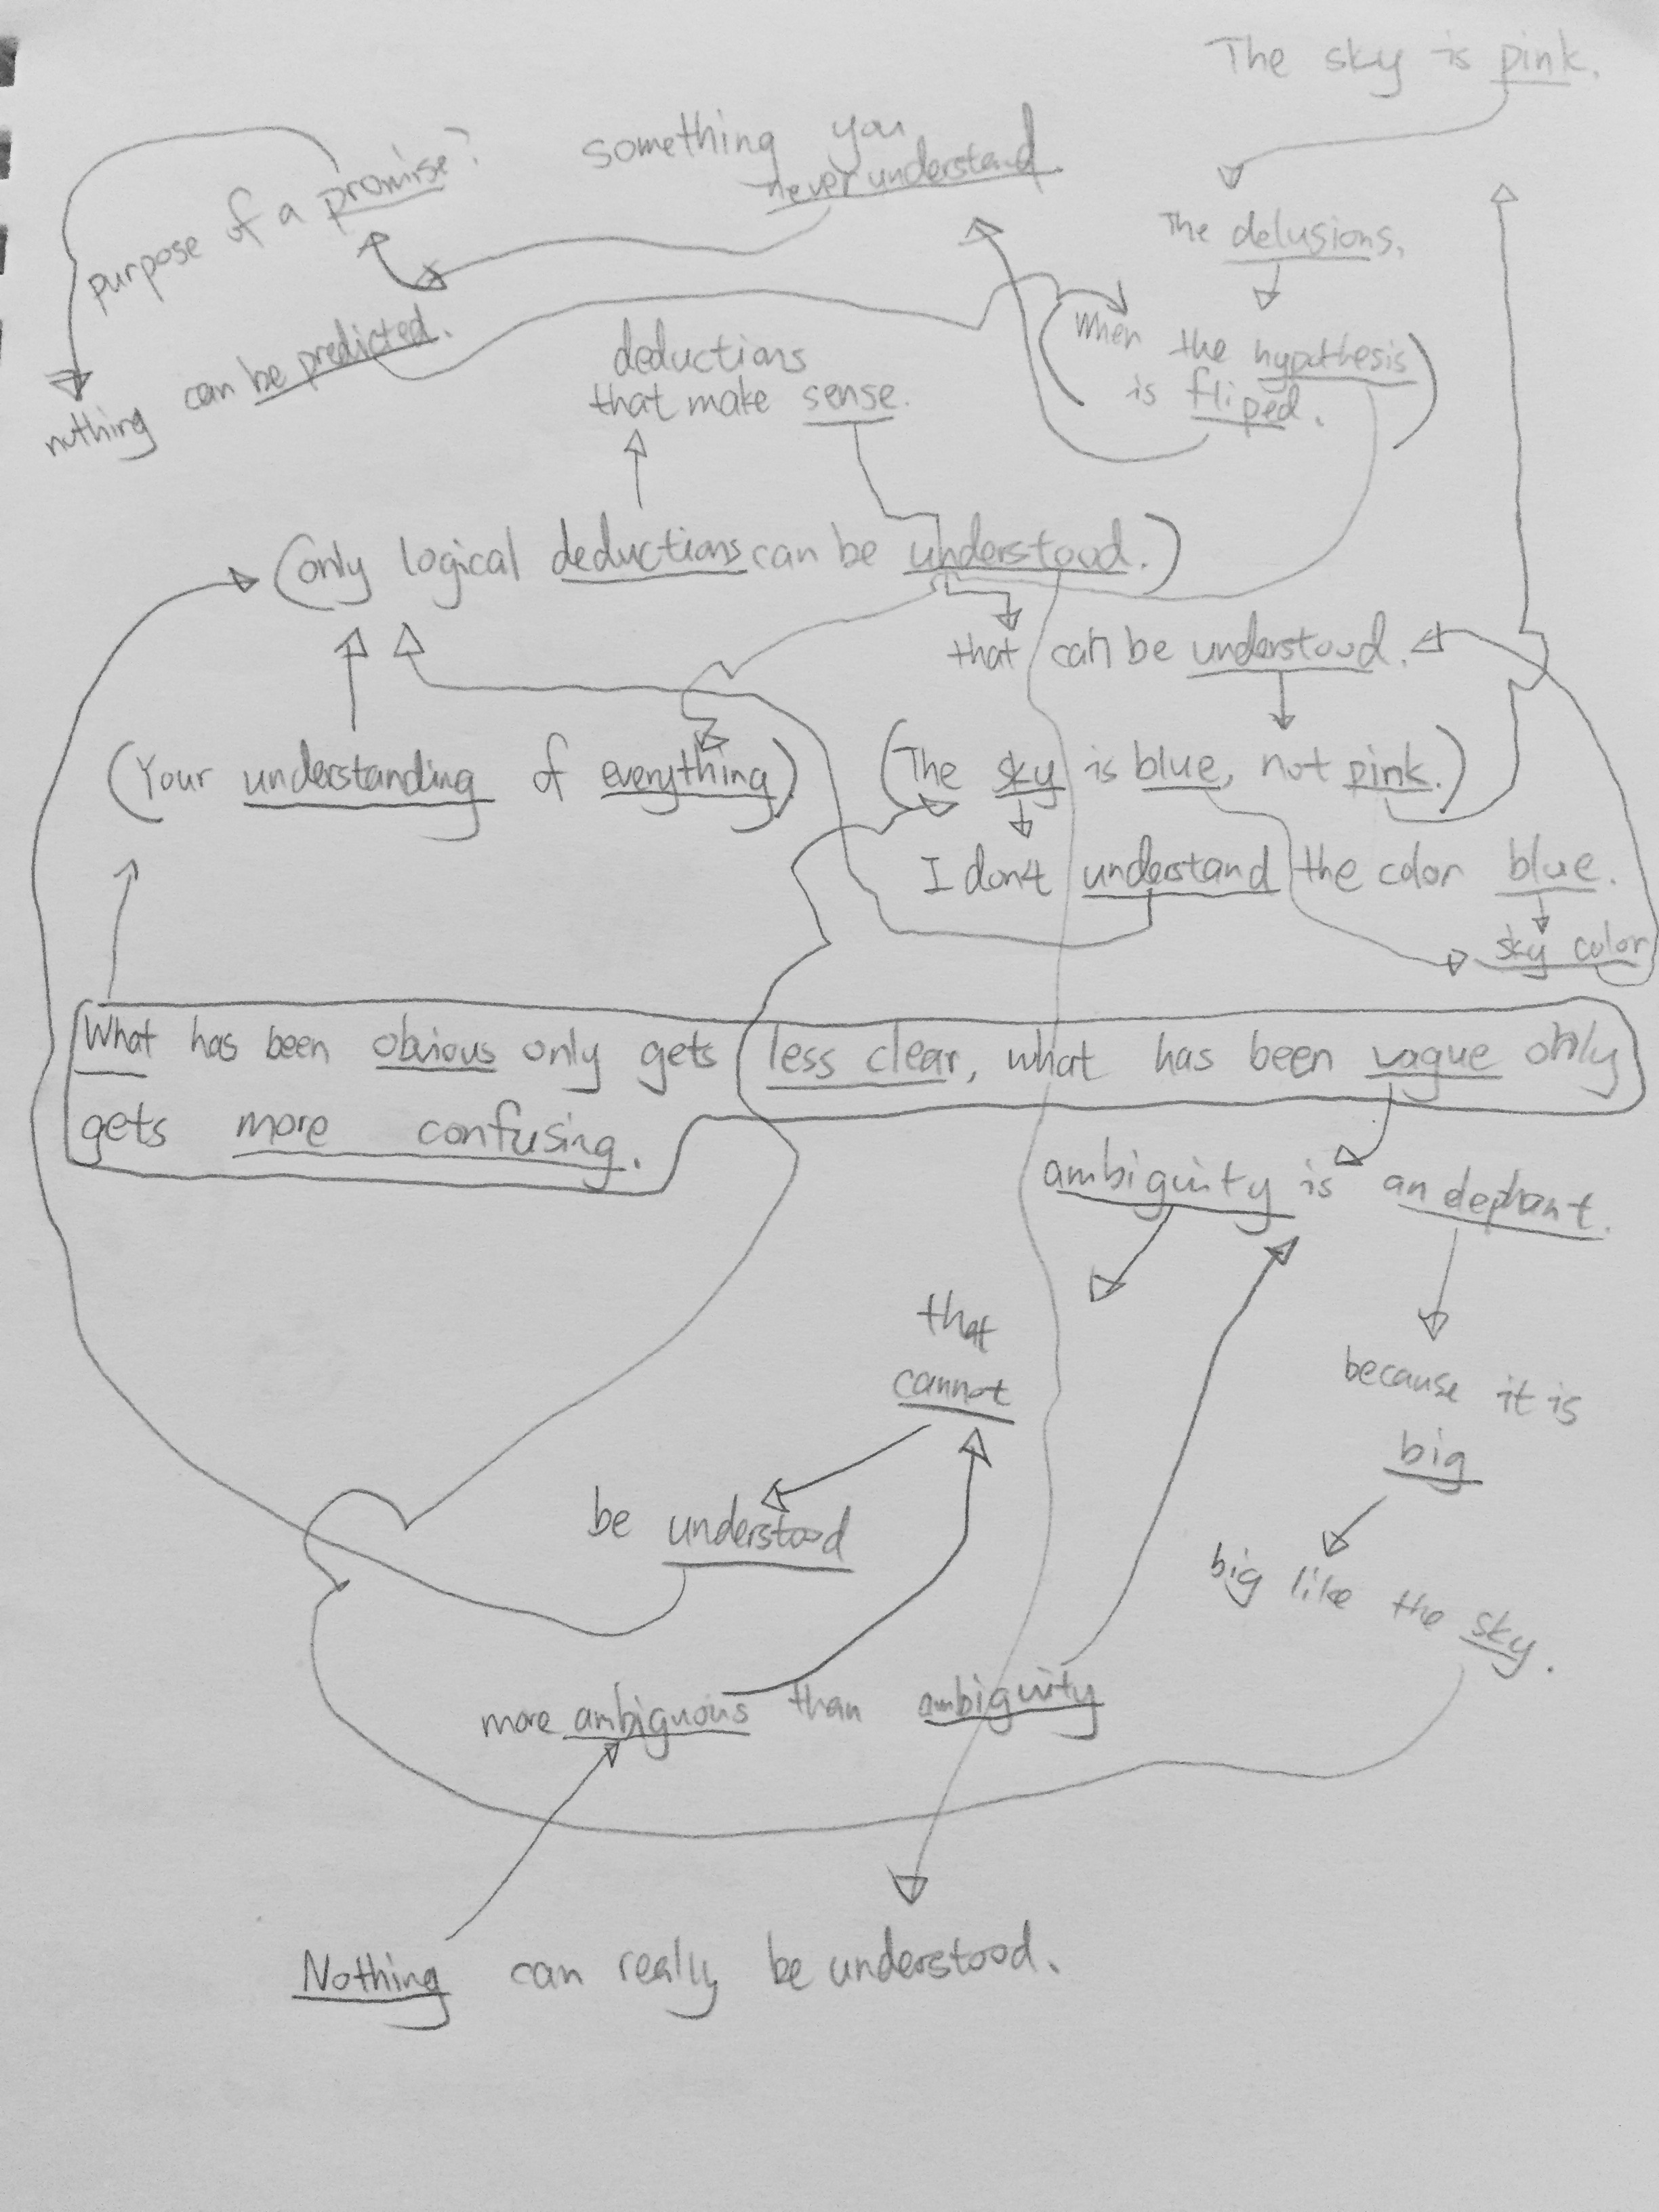 The sky is pink.
something you
never understand
purpose of a promise?
The delusions.
nothing can be predicted.
(When the hypothesis
is fliped.)
deductions
that make sense.
(only logical deductions can be understood.)
that can be understood.
(Your understanding of everything)
(The sky is blue, not pink.)
I don't understand the color blue.
sky color
What has been obvious only gets less clear, what has been vague only
gets more confusing.
ambiguity is an elephant.
that
cannot
because it is
big
be understood
big like the sky.
more ambiguous than ambiguity
Nothing can really be understood.